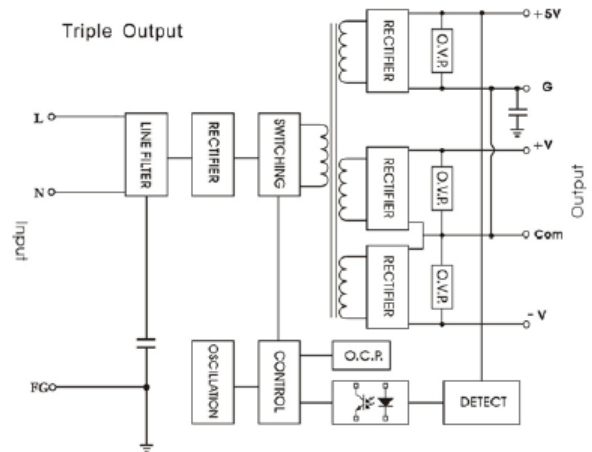 Triple Output
L
N
Input
FG
LINE FILTER
RECTIFIER
SWITCHING
OSCILLATION
CONTROL
O.C.P.
DETECT
RECTIFIER
O.V.P.
+5V
G
RECTIFIER
O.V.P.
+V
Com
RECTIFIER
O.V.P.
-V
Output